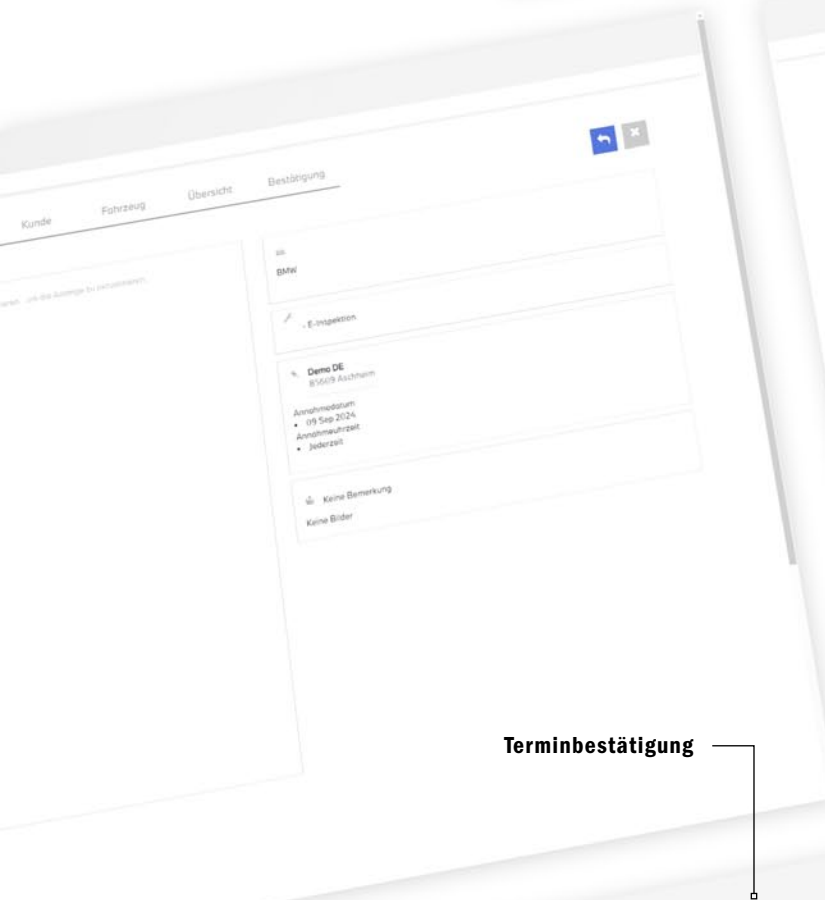 Kunde Fahrzeug Übersicht Bestätigung
BMW
- E-Inspektion
Demo DE
85609 Aschheim
Annahmedatum
• 09 Sep 2024
Annahmeuhrzeit
• Jederzeit
Keine Bemerkung
Keine Bilder
Terminbestätigung